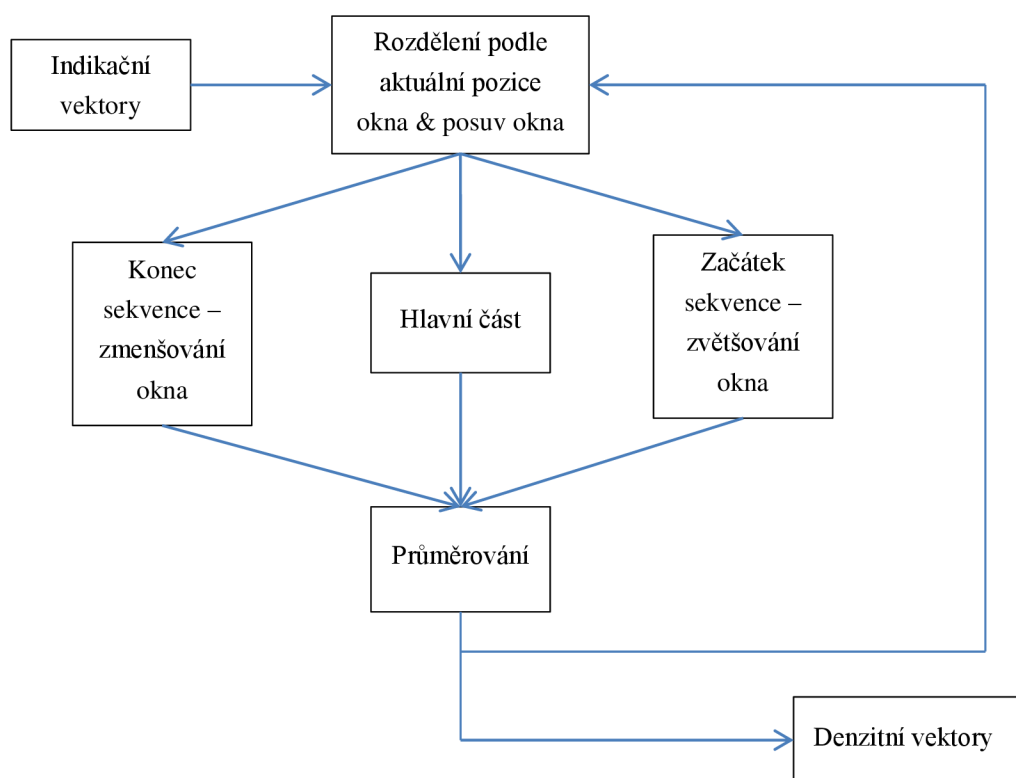 Indikační
vektory
Rozdělení podle
aktuální pozice
okna & posuv okna
Konec
sekvence –
zmenšování
okna
Hlavní část
Začátek
sekvence –
zvětšování
okna
Průměrování
Denzitní vektory